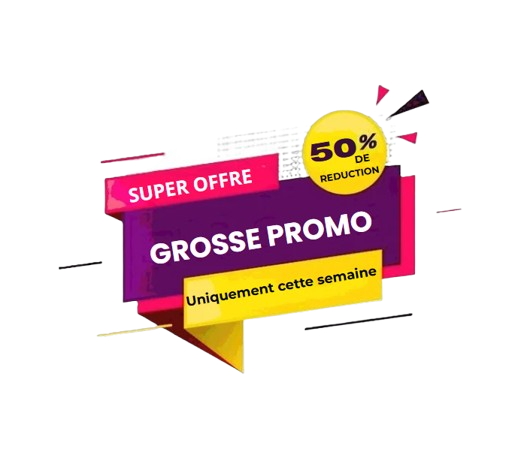 50%
DE
REDUCTION
SUPER OFFRE
GROSSE PROMO
Uniquement cette semaine